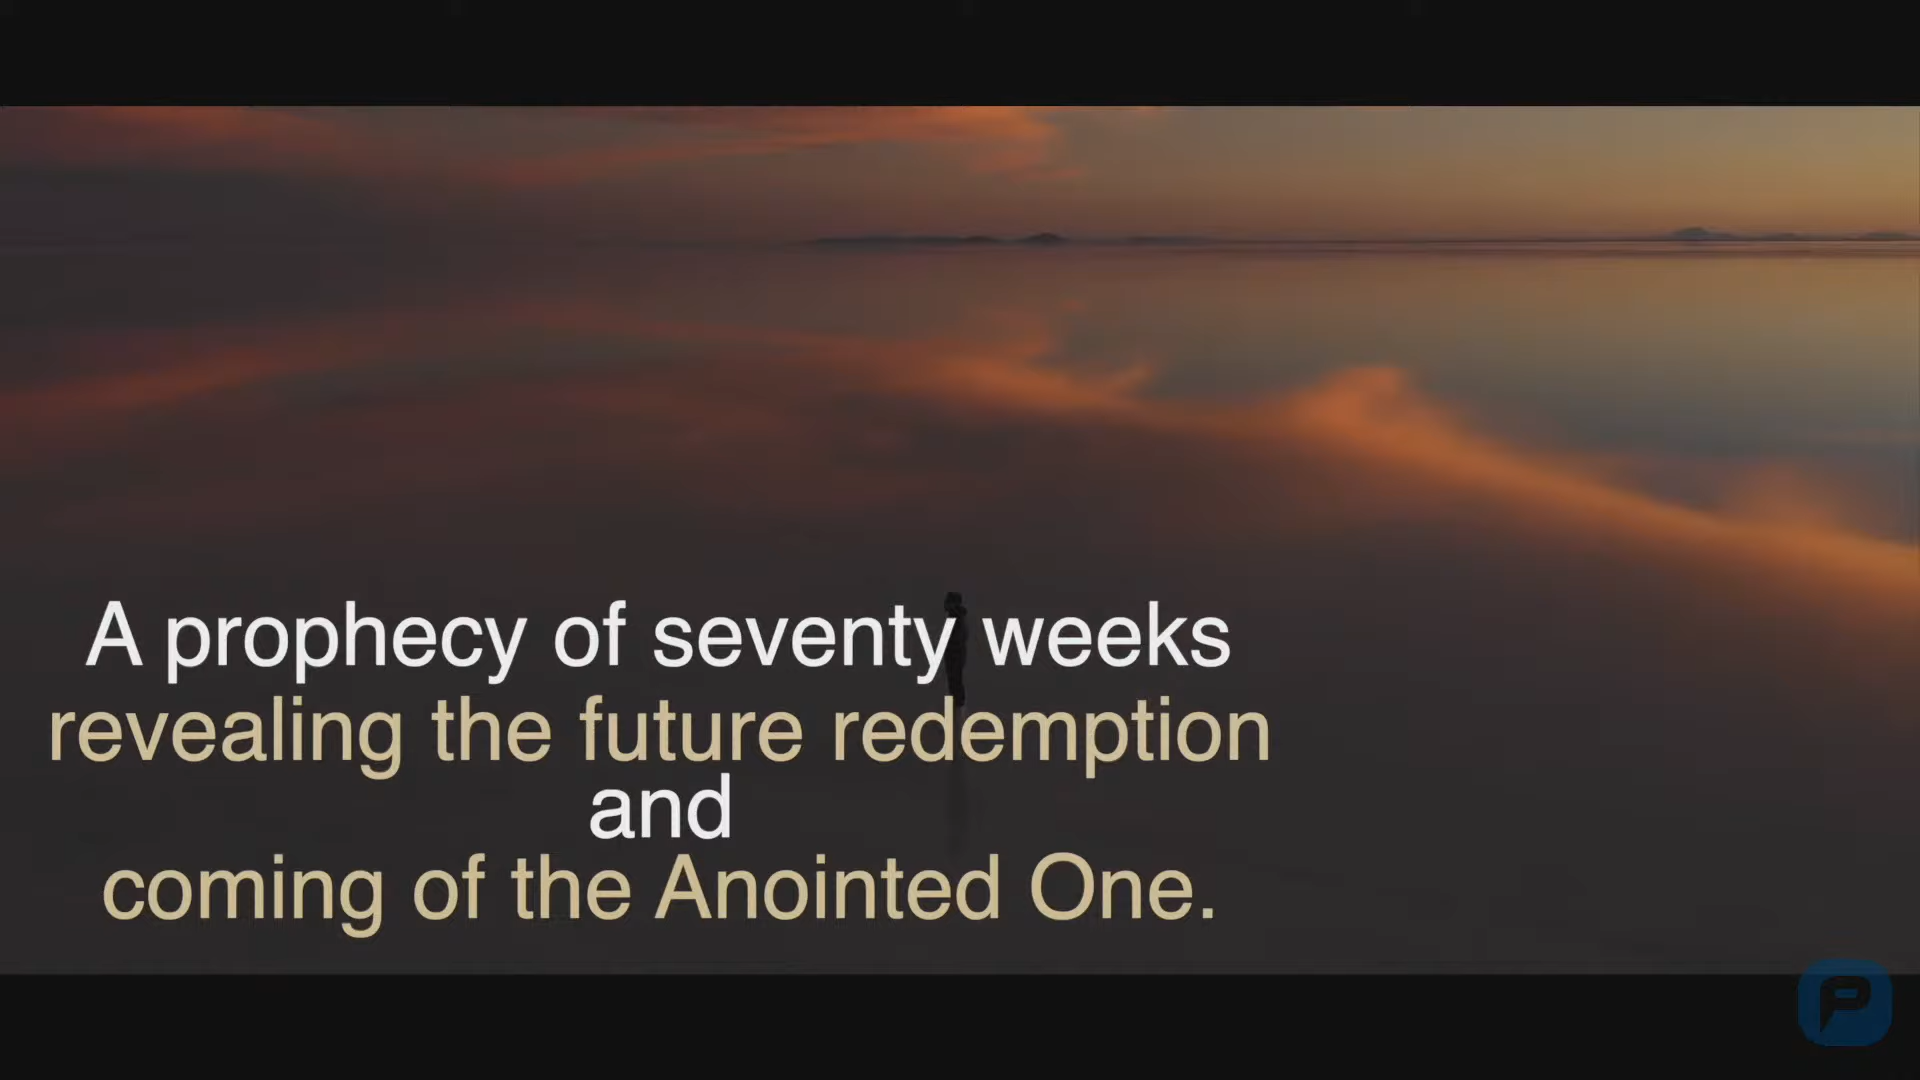 A prophecy of seventy weeks
revealing the future redemption
and
coming of the Anointed One.
P